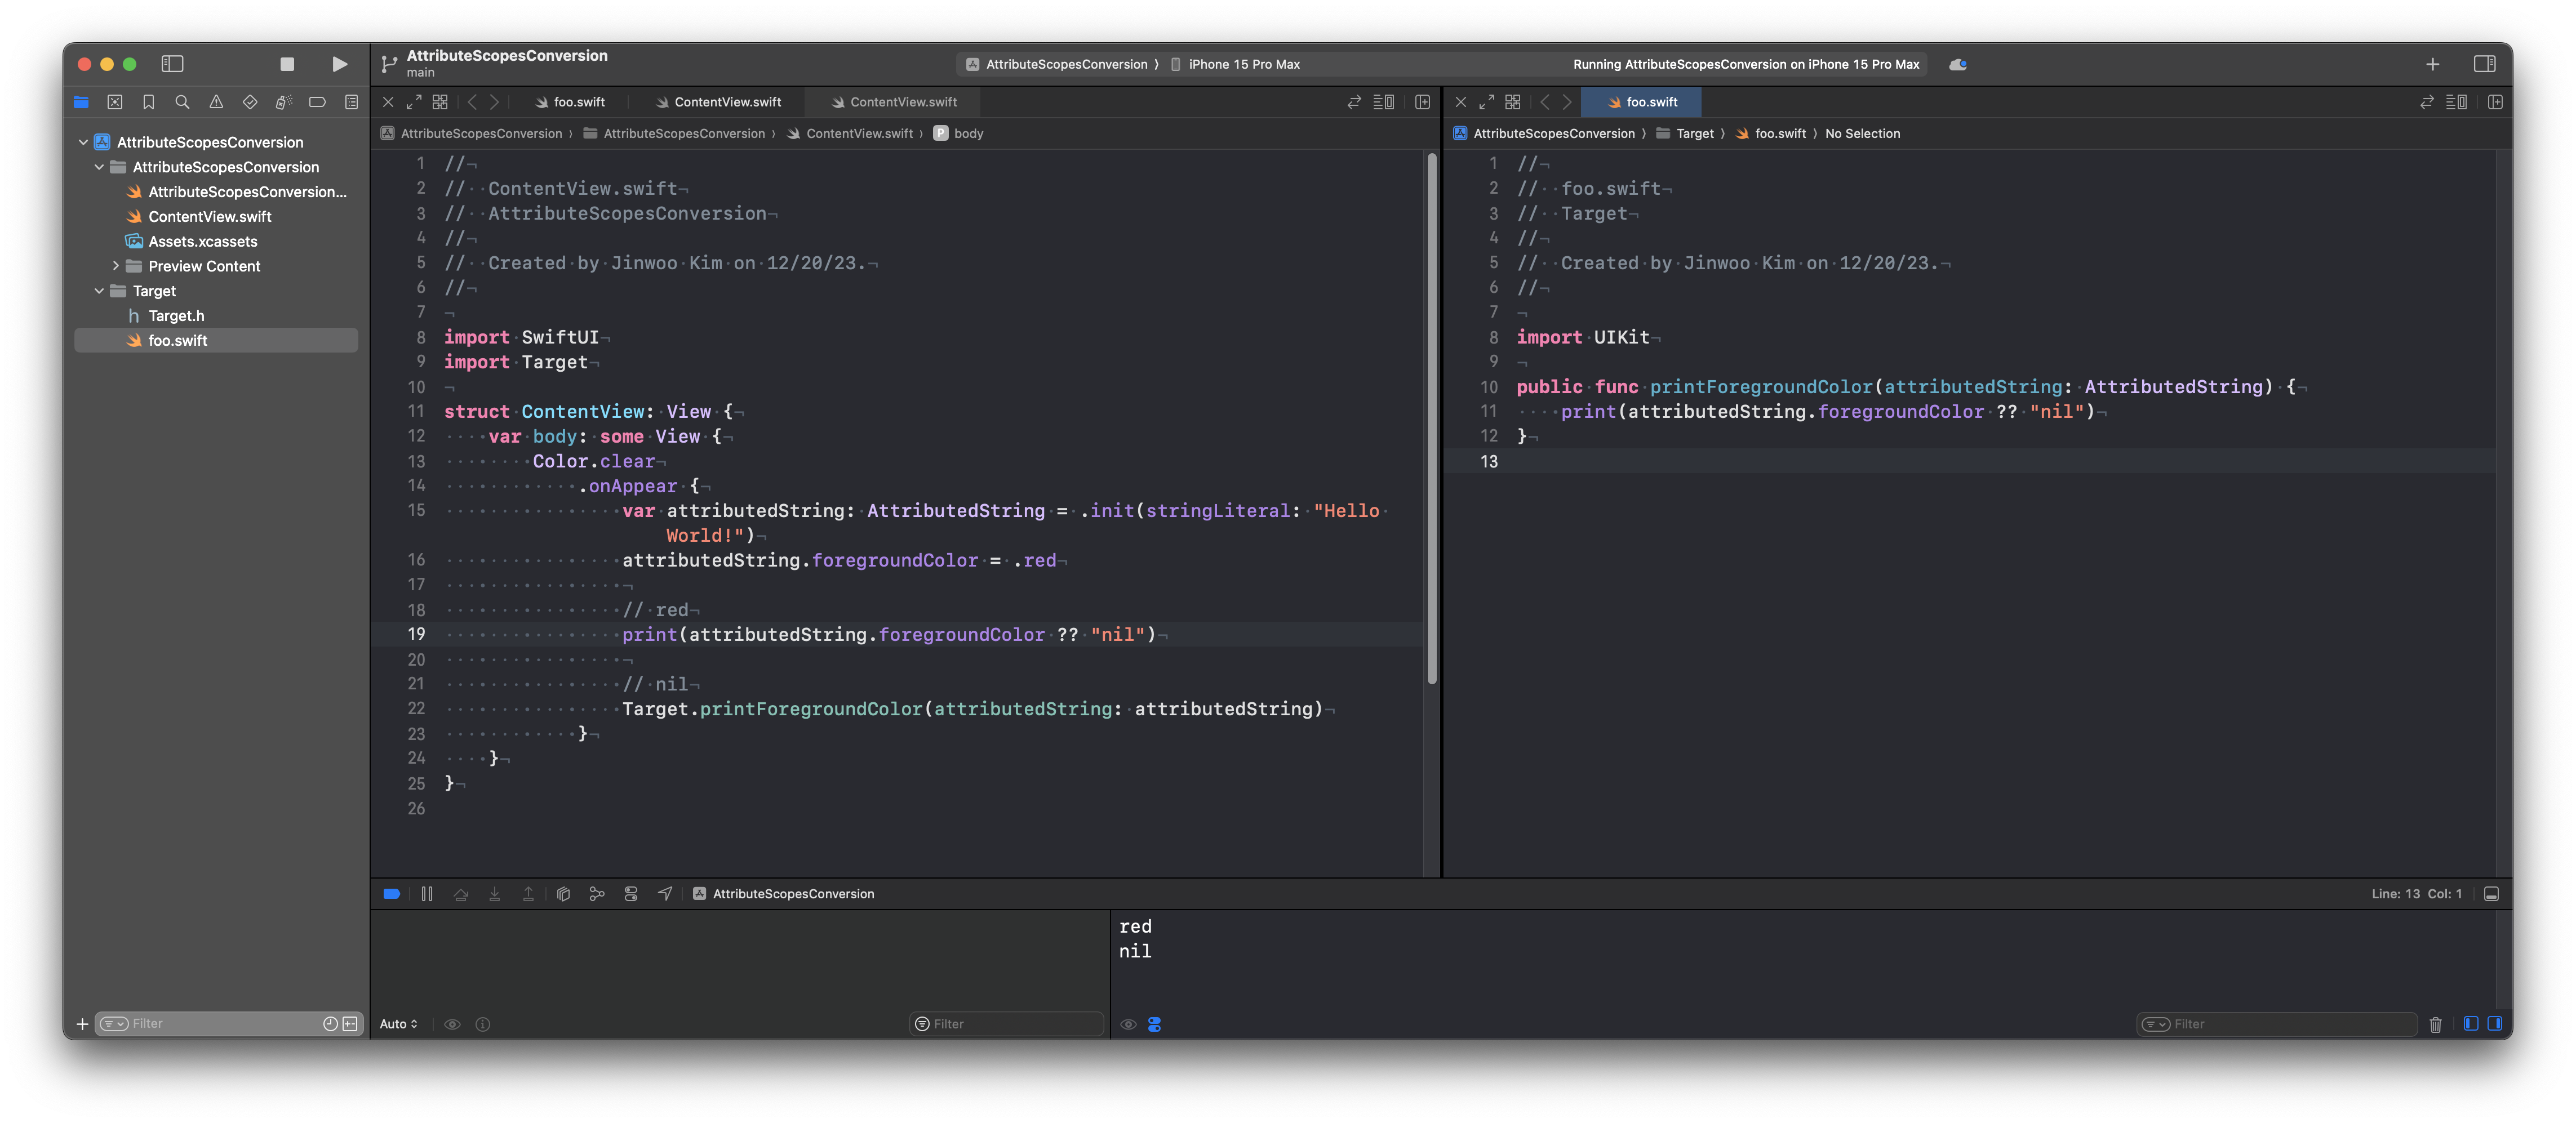 AttributeScopesConversion
main
AttributeScopesConversion 〉 iPhone 15 Pro Max
Running AttributeScopesConversion on iPhone 15 Pro Max
AttributeScopesConversion
AttributeScopesConversion
AttributeScopesConversion...
ContentView.swift
Assets.xcassets
Preview Content
Target
h Target.h
foo.swift
Filter
foo.swift
ContentView.swift
ContentView.swift
AttributeScopesConversion 〉 AttributeScopesConversion 〉 ContentView.swift 〉 P body
1 //¬
2 //··ContentView.swift¬
3 //··AttributeScopesConversion¬
4 //¬
5 //··Created·by·Jinwoo·Kim·on·12/20/23.¬
6 //¬
7 ¬
8 import·SwiftUI¬
9 import·Target¬
10 ¬
11 struct·ContentView:·View·{¬
12 ····var·body:·some·View·{¬
13 ········Color.clear¬
14 ············.onAppear·{¬
15 ················var·attributedString:·AttributedString·=·.init(stringLiteral:·"Hello·
World!")¬
16 ················attributedString.foregroundColor·=·.red¬
17 ················¬
18 ················//·red¬
19 ················print(attributedString.foregroundColor·??·"nil")¬
20 ················¬
21 ················//·nil¬
22 ················Target.printForegroundColor(attributedString:·attributedString)¬
23 ············}¬
24 ····}¬
25 }¬
26
foo.swift
AttributeScopesConversion 〉 Target 〉 foo.swift 〉 No Selection
1 //¬
2 //··foo.swift¬
3 //··Target¬
4 //¬
5 //··Created·by·Jinwoo·Kim·on·12/20/23.¬
6 //¬
7 ¬
8 import·UIKit¬
9 ¬
10 public·func·printForegroundColor(attributedString:·AttributedString)·{¬
11 ····print(attributedString.foregroundColor·??·"nil")¬
12 }¬
13
AttributeScopesConversion
Line: 13 Col: 1
Auto
Filter
red
nil
Filter